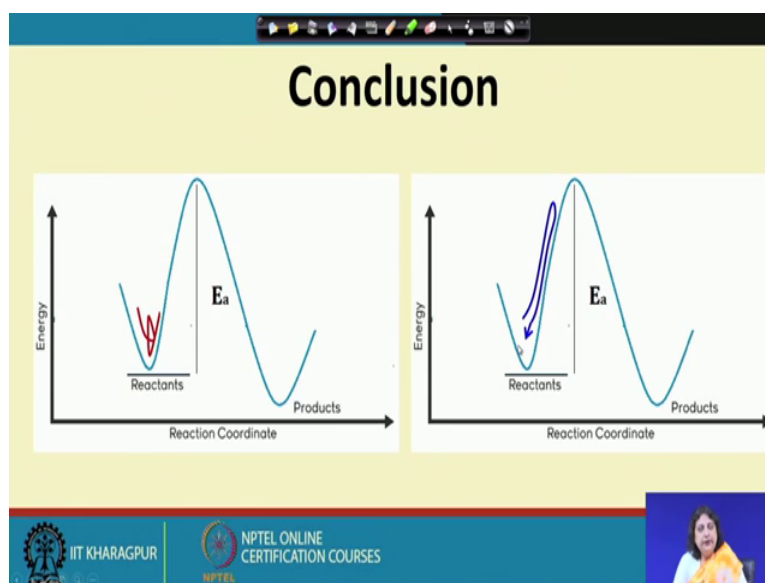 Conclusion
Energy
Ea
Reactants
Products
Reaction Coordinate
Energy
Ea
Reactants
Products
Reaction Coordinate
IIT KHARAGPUR
NPTEL
NPTEL ONLINE
CERTIFICATION COURSES